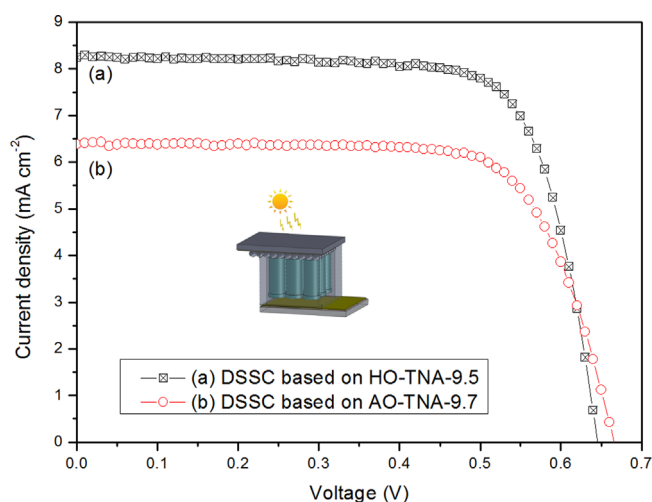 9
8
7
6
5
4
3
2
1
0
Current density (mA cm-2)
(a)
(b)
(a) DSSC based on HO-TNA-9.5
(b) DSSC based on AO-TNA-9.7
0.0 0.1 0.2 0.3 0.4 0.5 0.6 0.7
Voltage (V)